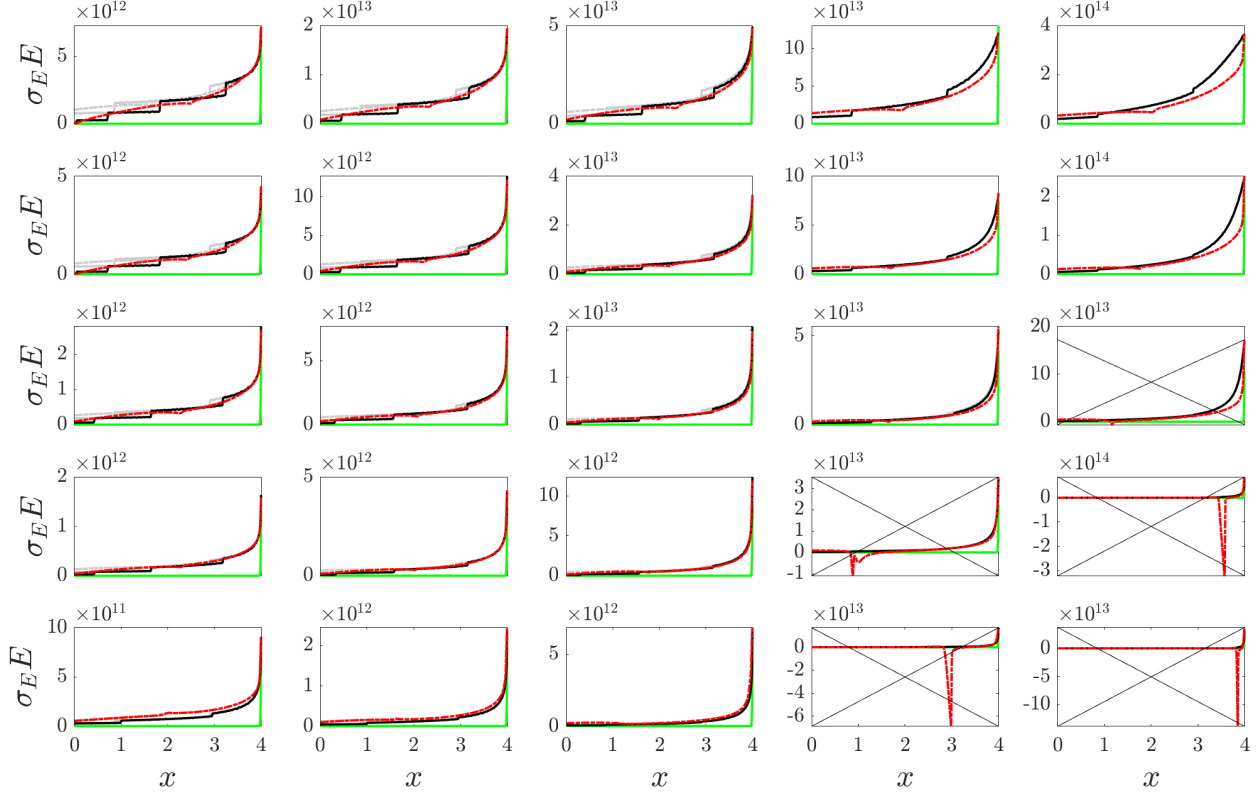 ×10¹² ×10¹³ ×10¹³ ×10¹³ ×10¹⁴
σ_E E 5 0 2 1 0 5 0 10 5 0 4 2 0
×10¹² ×10¹² ×10¹³ ×10¹³ ×10¹⁴
σ_E E 5 0 10 5 0 4 2 0 10 5 0 2 1 0
×10¹² ×10¹² ×10¹³ ×10¹³ ×10¹³
σ_E E 2 1 0 5 0 2 1 0 5 0 20 10 0
×10¹² ×10¹² ×10¹² ×10¹³ ×10¹⁴
σ_E E 2 1 0 5 0 10 5 0 3 2 1 0 -1 0 -1 -2 -3
×10¹¹ ×10¹² ×10¹² ×10¹³ ×10¹³
σ_E E 10 5 0 2 1 0 5 0 0 -2 -4 -6 0 -5 -10
0 1 2 3 4 0 1 2 3 4 0 1 2 3 4 0 1 2 3 4 0 1 2 3 4
x x x x x